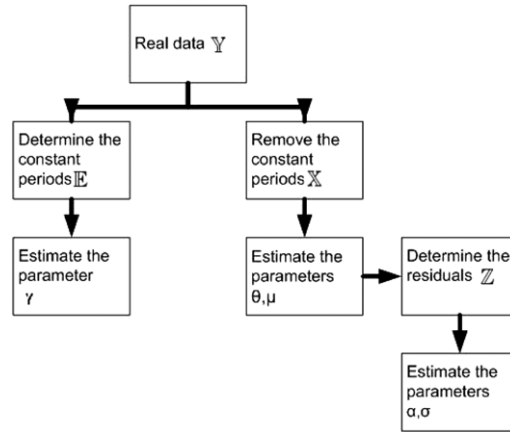 Real data 𝕐
Determine the
constant
periods 𝔼
Remove the
constant
periods 𝕏
Estimate the
parameter
γ
Estimate the
parameters
θ,μ
Determine the
residuals ℤ
Estimate the
parameters
α,σ